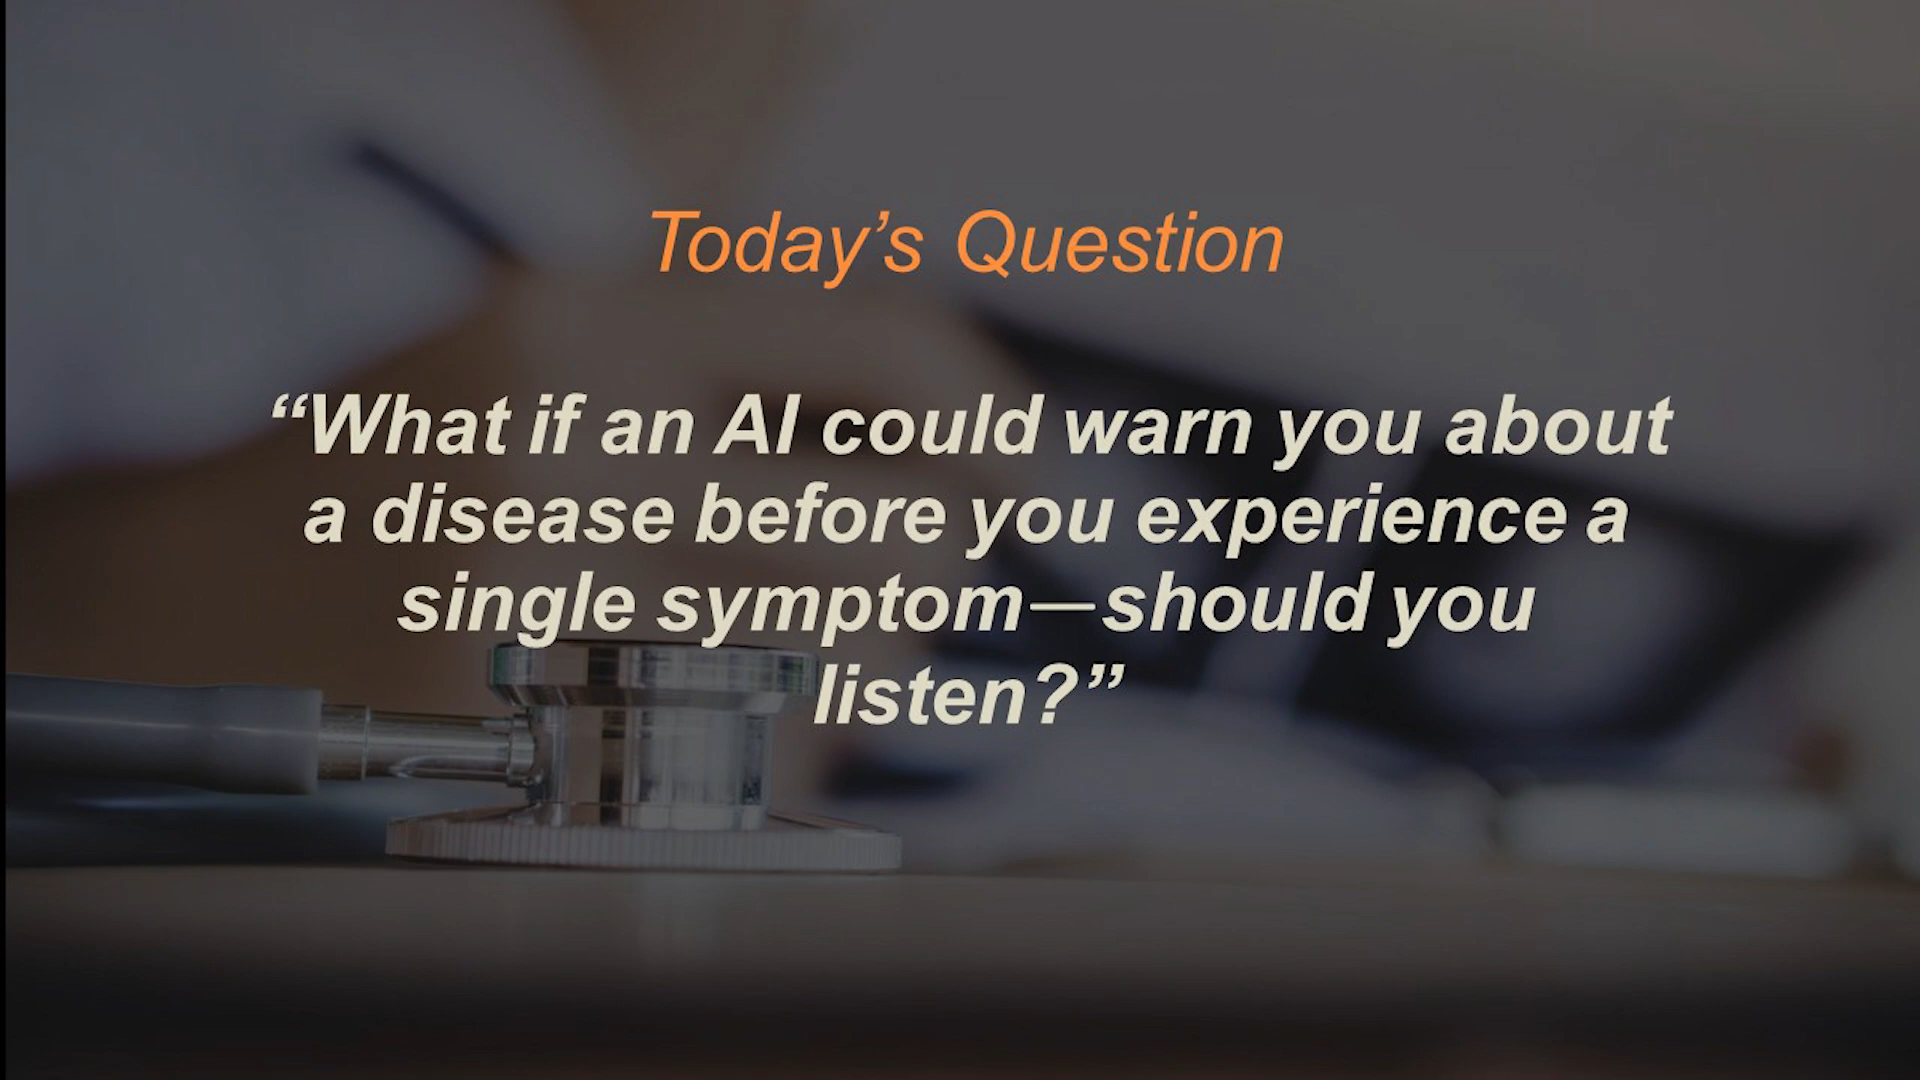 Today’s Question
“What if an AI could warn you about
a disease before you experience a
single symptom—should you
listen?”